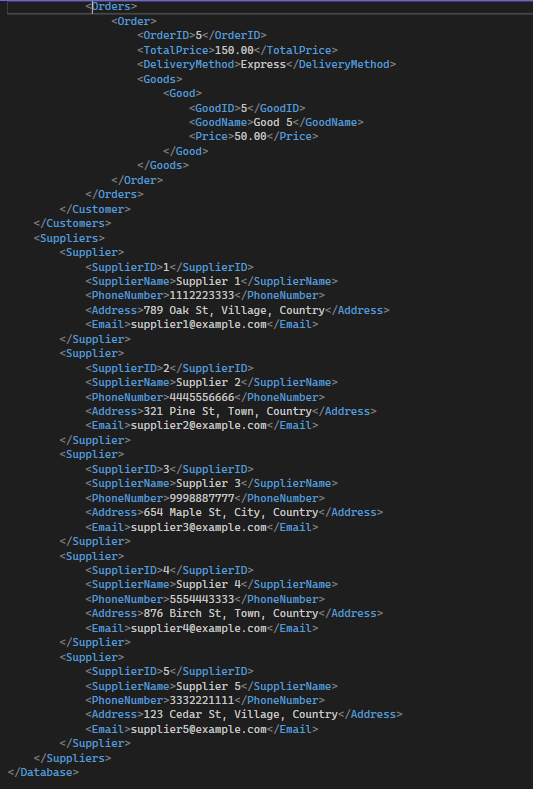 <Orders>
<Order>
<OrderID>5</OrderID>
<TotalPrice>150.00</TotalPrice>
<DeliveryMethod>Express</DeliveryMethod>
<Goods>
<Good>
<GoodID>5</GoodID>
<GoodName>Good 5</GoodName>
<Price>50.00</Price>
</Good>
</Goods>
</Order>
</Orders>
</Customer>
</Customers>
<Suppliers>
<Supplier>
<SupplierID>1</SupplierID>
<SupplierName>Supplier 1</SupplierName>
<PhoneNumber>1112223333</PhoneNumber>
<Address>789 Oak St, Village, Country</Address>
<Email>supplier1@example.com</Email>
</Supplier>
<Supplier>
<SupplierID>2</SupplierID>
<SupplierName>Supplier 2</SupplierName>
<PhoneNumber>4445556666</PhoneNumber>
<Address>321 Pine St, Town, Country</Address>
<Email>supplier2@example.com</Email>
</Supplier>
<Supplier>
<SupplierID>3</SupplierID>
<SupplierName>Supplier 3</SupplierName>
<PhoneNumber>9998887777</PhoneNumber>
<Address>654 Maple St, City, Country</Address>
<Email>supplier3@example.com</Email>
</Supplier>
<Supplier>
<SupplierID>4</SupplierID>
<SupplierName>Supplier 4</SupplierName>
<PhoneNumber>5554443333</PhoneNumber>
<Address>876 Birch St, Town, Country</Address>
<Email>supplier4@example.com</Email>
</Supplier>
<Supplier>
<SupplierID>5</SupplierID>
<SupplierName>Supplier 5</SupplierName>
<PhoneNumber>3332221111</PhoneNumber>
<Address>123 Cedar St, Village, Country</Address>
<Email>supplier5@example.com</Email>
</Supplier>
</Suppliers>
</Database>